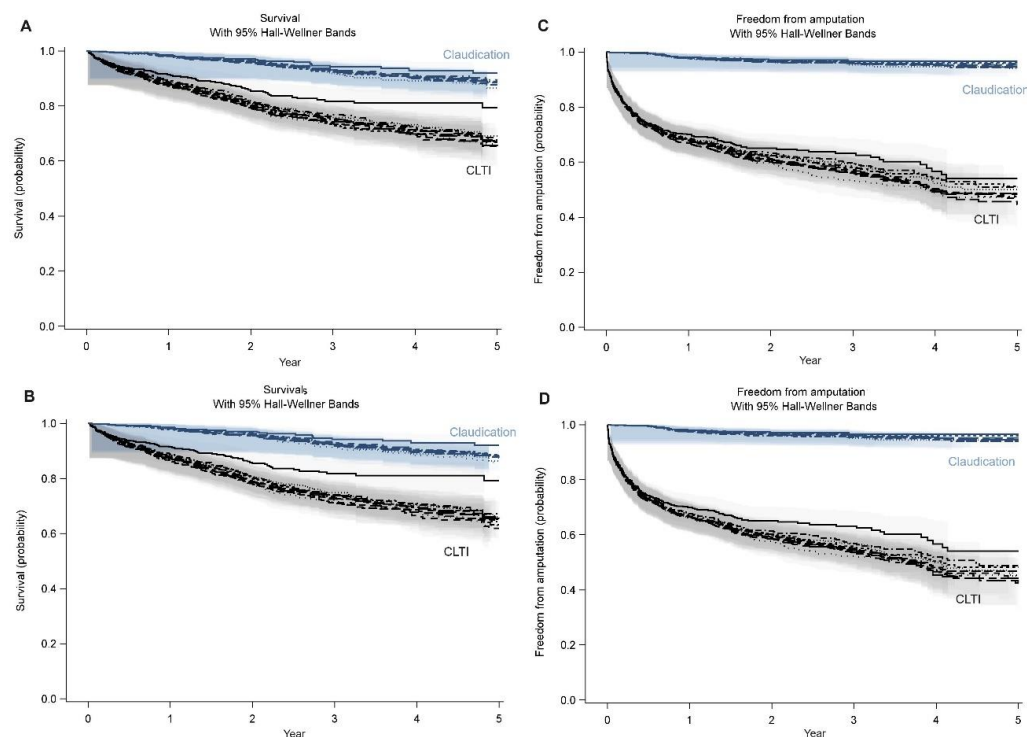 A
Survival
With 95% Hall-Wellner Bands
Claudication
CLTI
Survival (probability)
1.0
0.8
0.6
0.4
0.2
0.0
0 1 2 3 4 5
Year
C
Freedom from amputation
With 95% Hall-Wellner Bands
Claudication
CLTI
Freedom from amputation (probability)
1.0
0.8
0.6
0.4
0.2
0.0
0 1 2 3 4 5
Year
B
Survival5
With 95% Hall-Wellner Bands
Claudication
CLTI
Survival (probability)
1.0
0.8
0.6
0.4
0.2
0.0
0 1 2 3 4 5
Year
D
Freedom from amputation
With 95% Hall-Wellner Bands
Claudication
CLTI
Freedom from amputation (probability)
1.0
0.8
0.6
0.4
0.2
0.0
0 1 2 3 4 5
Year